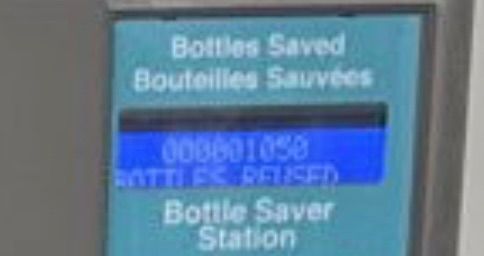 Bottles Saved
Bouteilles Sauvées
000001050
BOTTLES REUSED
Bottle Saver
Station